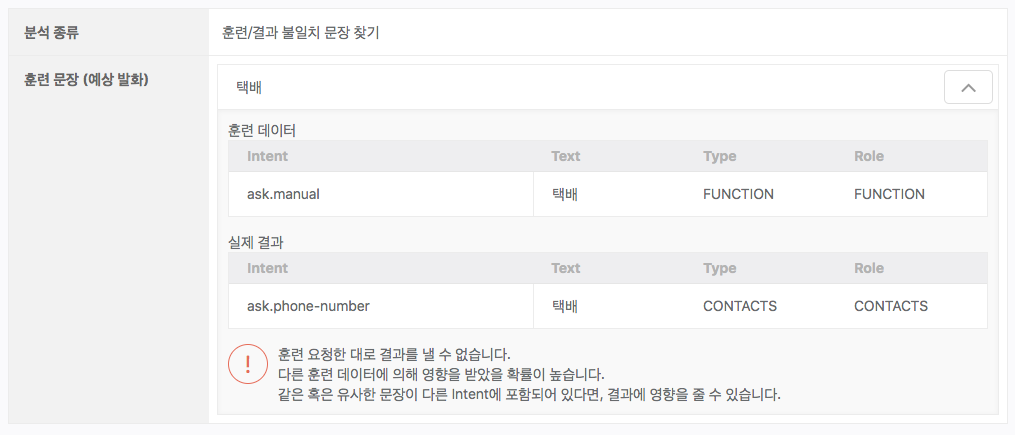 분석 종류
훈련/결과 불일치 문장 찾기
훈련 문장 (예상 발화)
택배
훈련 데이터
Intent Text Type Role
ask.manual 택배 FUNCTION FUNCTION
실제 결과
Intent Text Type Role
ask.phone-number 택배 CONTACTS CONTACTS
!
훈련 요청한 대로 결과를 낼 수 없습니다.
다른 훈련 데이터에 의해 영향을 받았을 확률이 높습니다.
같은 혹은 유사한 문장이 다른 Intent에 포함되어 있다면, 결과에 영향을 줄 수 있습니다.